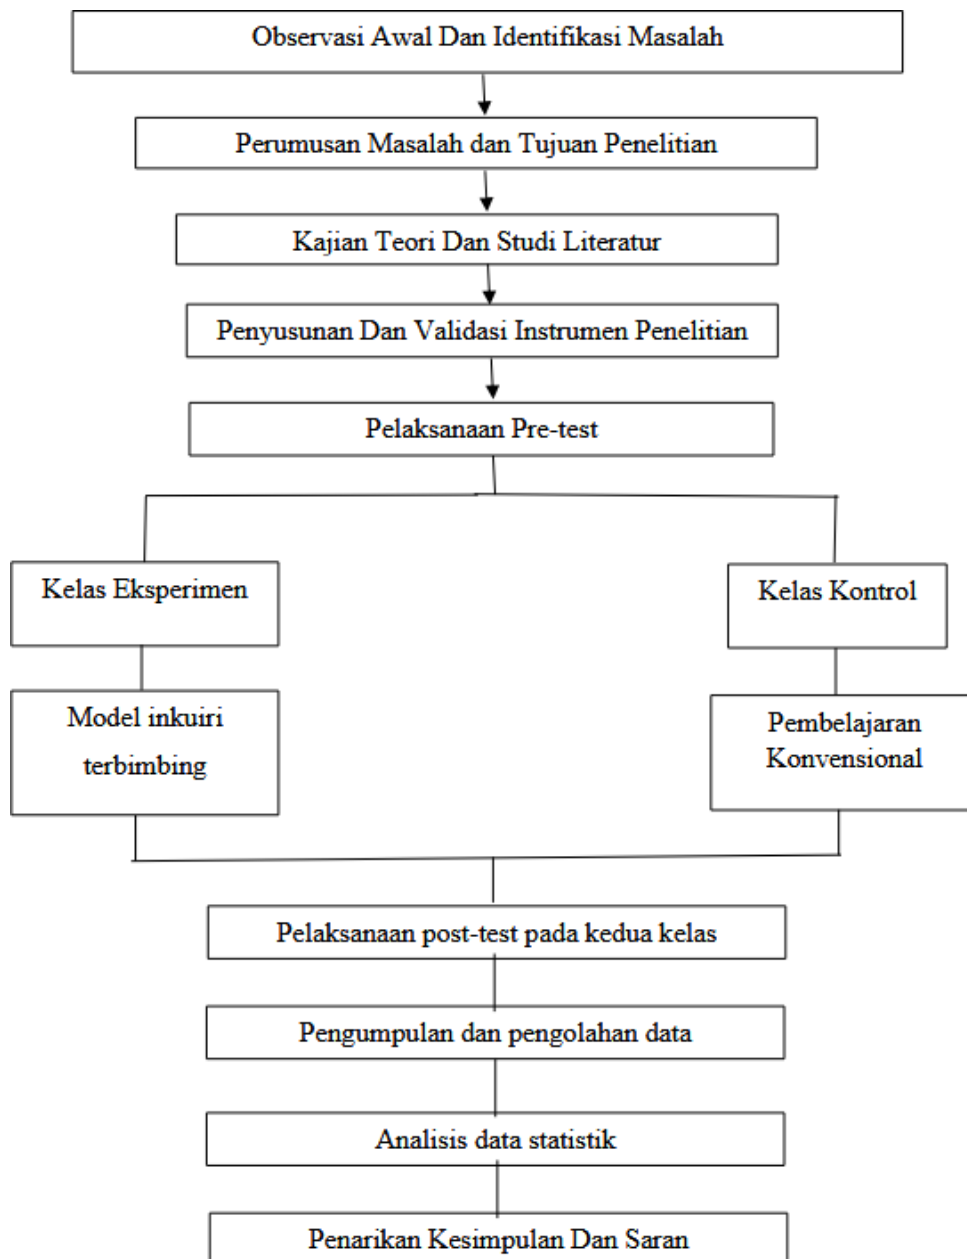 Observasi Awal Dan Identifikasi Masalah
Perumusan Masalah dan Tujuan Penelitian
Kajian Teori Dan Studi Literatur
Penyusunan Dan Validasi Instrumen Penelitian
Pelaksanaan Pre-test
Kelas Eksperimen
Kelas Kontrol
Model inkuiri
terbimbing
Pembelajaran
Konvensional
Pelaksanaan post-test pada kedua kelas
Pengumpulan dan pengolahan data
Analisis data statistik
Penarikan Kesimpulan Dan Saran